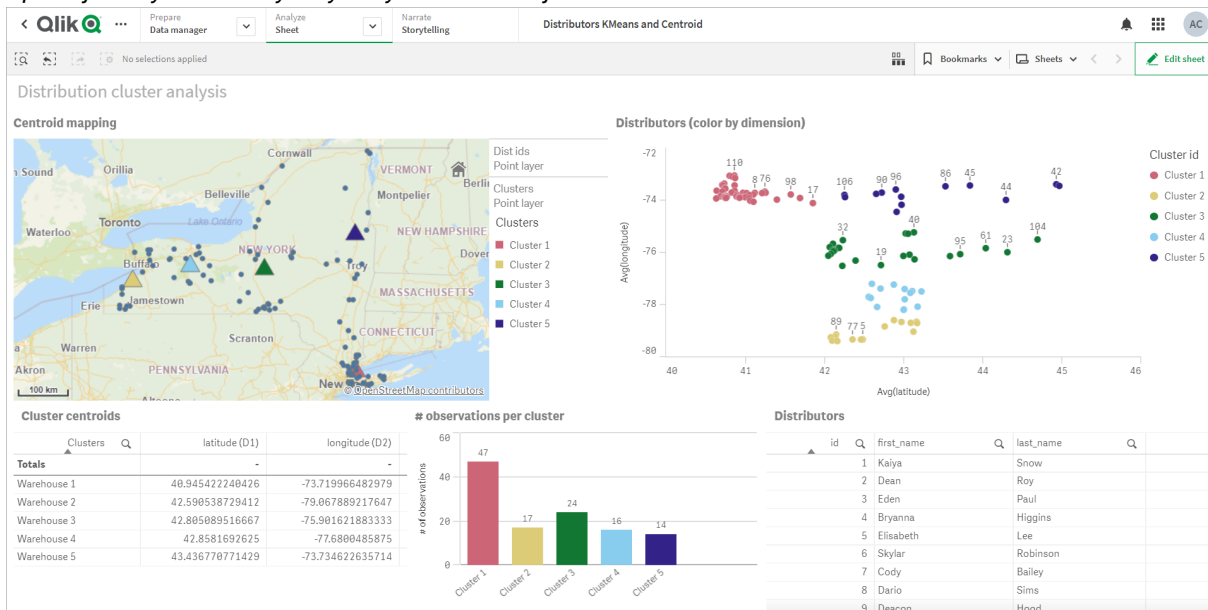 Qlik
Prepare
Data manager
Analyze
Sheet
Narrate
Storytelling
Distributors KMeans and Centroid
AC
No selections applied
Bookmarks
Sheets
Edit sheet
Distribution cluster analysis
Centroid mapping
Cornwall
n Sound
Orillia
VERMONT
Berlin
Belleville
Montpelier
Toronto
Lake Ontario
Waterloo
NEW HAMPSHIRE
NEW YORK
Dover
Buffalo
Troy
MASSACHUSETTS
Erie
Jamestown
CONNECTICUT
Scranton
a
Warren
Akron
PENNSYLVANIA
New
100 km
Altoona
© OpenStreetMap contributors
Dist ids
Point layer
Clusters
Point layer
Clusters
Cluster 1
Cluster 2
Cluster 3
Cluster 4
Cluster 5
Distributors (color by dimension)
-72
-74
-76
-78
-80
Avg(longitude)
110
8 76
98
17
106
90 96
86
45
44
42
32
40
19
95
61
23
104
89
77 5
40
41
42
43
44
45
46
Avg(latitude)
Cluster id
Cluster 1
Cluster 2
Cluster 3
Cluster 4
Cluster 5
Cluster centroids
Clusters latitude (D1) longitude (D2)
Totals - -
Warehouse 1 40.945422240426 -73.719966482979
Warehouse 2 42.590538729412 -79.067889217647
Warehouse 3 42.805089516667 -75.901621883333
Warehouse 4 42.8581692625 -77.6800485875
Warehouse 5 43.436770771429 -73.734622635714
# observations per cluster
# of observations
60
40
20
0
47
17
24
16
14
Cluster 1
Cluster 2
Cluster 3
Cluster 4
Cluster 5
Distributors
id first_name last_name
1 Kaiya Snow
2 Dean Roy
3 Eden Paul
4 Bryanna Higgins
5 Elisabeth Lee
6 Skylar Robinson
7 Cody Bailey
8 Dario Sims
9 Deacon Hood